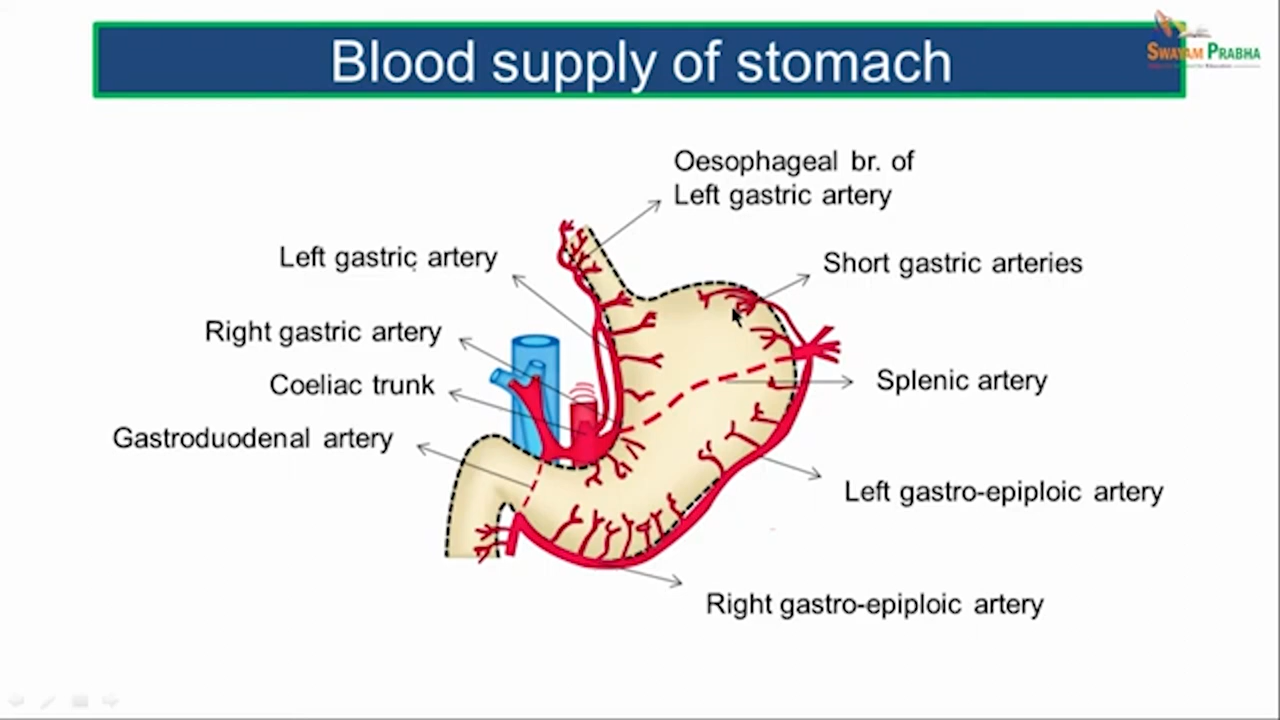 Blood supply of stomach
SWAYAM PRABHA
Oesophageal br. of
Left gastric artery
Left gastric artery
Short gastric arteries
Right gastric artery
Coeliac trunk
Splenic artery
Gastroduodenal artery
Left gastro-epiploic artery
Right gastro-epiploic artery